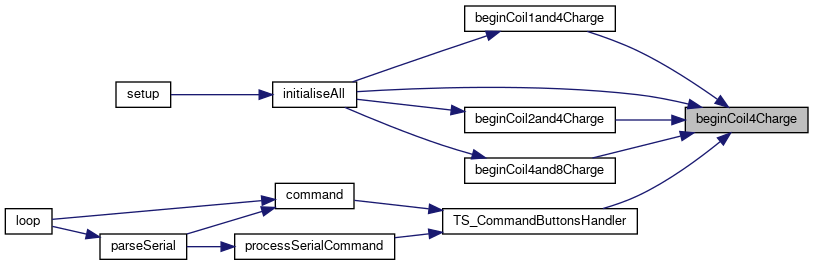 beginCoil1and4Charge
setup
initialiseAll
beginCoil2and4Charge
beginCoil4Charge
beginCoil4and8Charge
command
loop
TS_CommandButtonsHandler
parseSerial
processSerialCommand